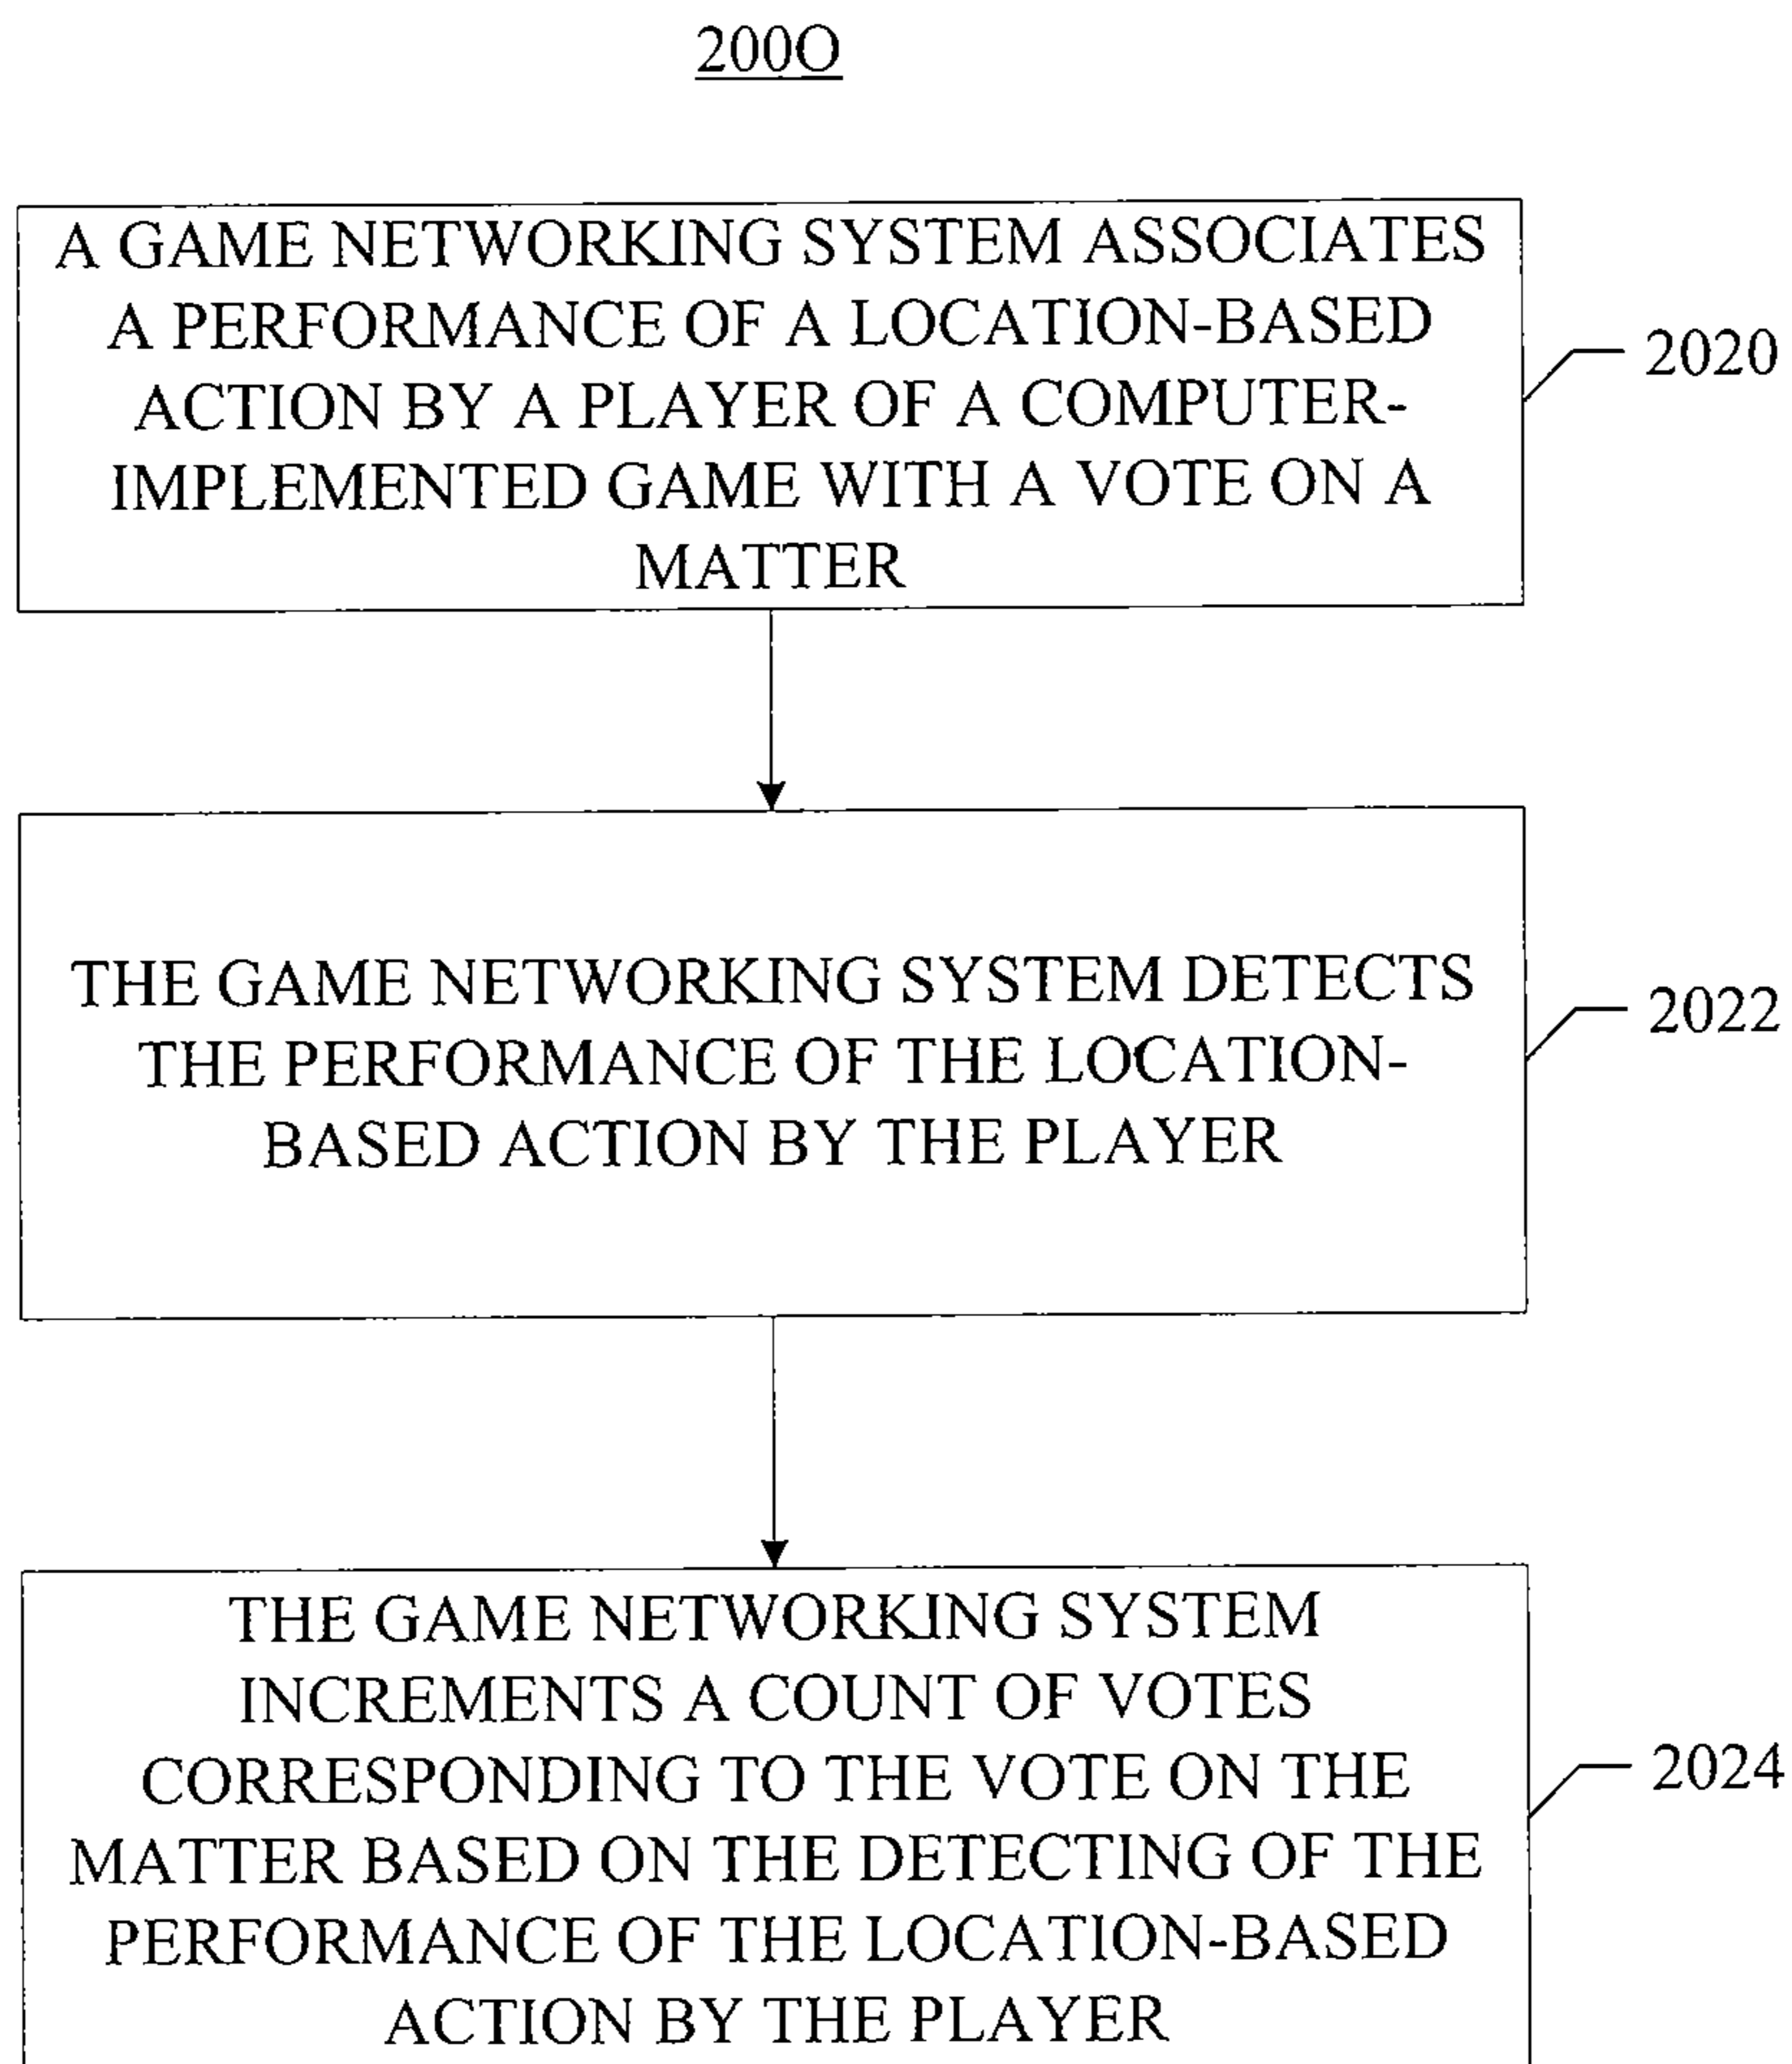 200O
A GAME NETWORKING SYSTEM ASSOCIATES
A PERFORMANCE OF A LOCATION-BASED
ACTION BY A PLAYER OF A COMPUTER-
IMPLEMENTED GAME WITH A VOTE ON A
MATTER
2020
THE GAME NETWORKING SYSTEM DETECTS
THE PERFORMANCE OF THE LOCATION-
BASED ACTION BY THE PLAYER
2022
THE GAME NETWORKING SYSTEM
INCREMENTS A COUNT OF VOTES
CORRESPONDING TO THE VOTE ON THE
MATTER BASED ON THE DETECTING OF THE
PERFORMANCE OF THE LOCATION-BASED
ACTION BY THE PLAYER
2024